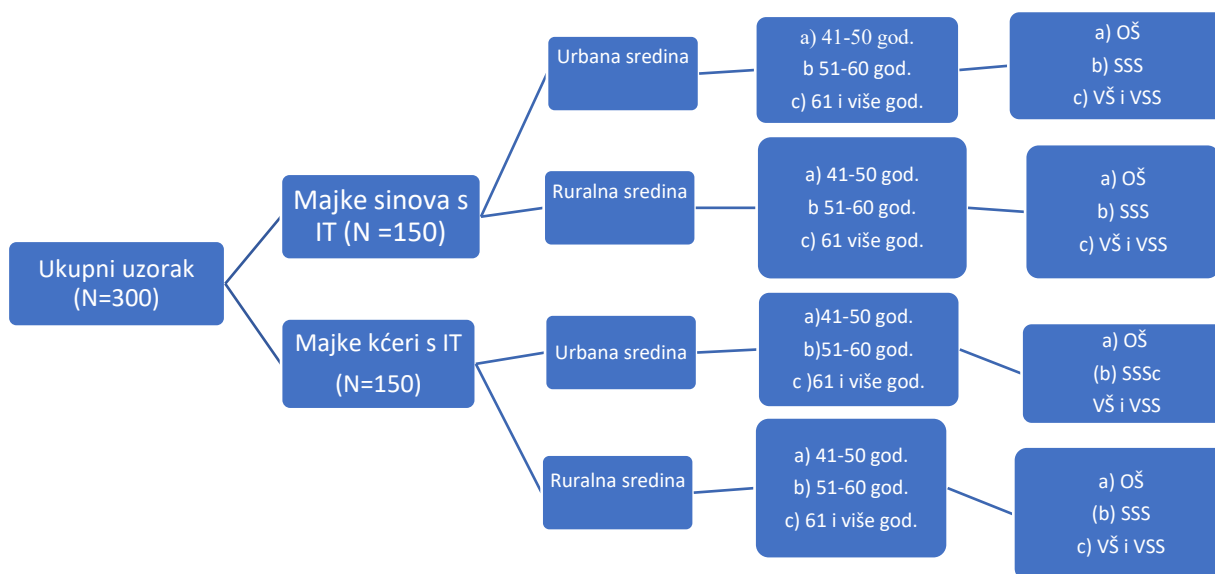 Ukupni uzorak
(N=300)
Majke sinova s
IT (N =150)
Urbana sredina
a) 41-50 god.
b 51-60 god.
c) 61 i više god.
a) OŠ
b) SSS
c) VŠ i VSS
Ruralna sredina
a) 41-50 god.
b 51-60 god.
c) 61 više god.
a) OŠ
b) SSS
c) VŠ i VSS
Majke kćeri s IT
(N=150)
Urbana sredina
a)41-50 god.
b)51-60 god.
c )61 i više god.
a) OŠ
(b) SSSc
VŠ i VSS
Ruralna sredina
a) 41-50 god.
b) 51-60 god.
c) 61 i više god.
a) OŠ
(b) SSS
c) VŠ i VSS